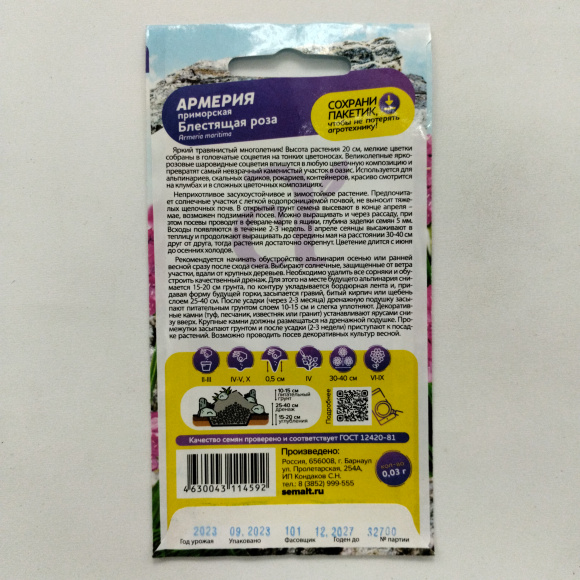 АРМЕРИЯ
приморская
Блестящая роза
Armeria maritima
СОХРАНИ
ПАКЕТИК,
чтобы не потерять
агротехнику!
Яркий травянистый многолетник! Высота растения 20 см, мелкие цветки
собраны в головчатые соцветия на тонких цветоносах. Великолепные ярко-
розовые шаровидные соцветия впишутся в любую цветочную композицию и
превратят самый невзрачный каменистый участок в оазис. Используется для
альпинариев, скальных садиков, рокариев, контейнеров, красиво смотрится
на клумбах и в сложных цветочных композициях.
Неприхотливое засухоустойчивое и зимостойкое растение. Предпочита-
ет солнечные участки с легкой водопроницаемой почвой, не выносит тяже-
лых щелочных почв. В открытый грунт семена высевают в конце апреля -
мае, возможен подзимний посев. Можно выращивать и через рассаду, при
этом посевы проводят в феврале-марте в ящики, глубина заделки семян 5 мм.
Всходы появляются в течение 2-3 недель. В апреле сеянцы высаживают в
теплицу и продолжают выращивать до середины мая на расстоянии 30-40 см
друг от друга, тогда растения достаточно окрепнут. Цветение длится с июня
до осенних холодов.
Рекомендуется начинать обустройство альпинария осенью или ранней
весной сразу после схода снега. Выбирают солнечные, защищенные от ветра
участки, вдали от крупных деревьев. Необходимо удалить все сорняки и обу-
строить качественный дренаж. Для этого на месте будущего альпинария сни-
мается 15-20 см грунта, по контуру укладывается бордюрная лента и, при-
давая форму будущей горки, засыпается гравий, битый кирпич или щебень
слоем 25-40 см. После усадки (через 2-3 месяца) дренажную подушку засы-
пают питательным грунтом слоем 10-15 см и слегка уплотняют. Декоратив-
ные камни (туф, песчаник, известняк или гранит) устанавливают ярусами сни-
зу вверх. Крупные камни должны размещаться на дренажной подушке. Про-
межутки засыпают грунтом и после усадки (2-3 недели) приступают к посад-
ке растений. Возможно проводить посев декоративных культур весной.
II-III
IV-V, X
0,5 см
IV
30-40 см
VI-IX
10-15 см
питательный
грунт
25-40 см
дренаж
15-20 см
углубления
Подробнее
Качество семян проверено и соответствует ГОСТ 12420-81
Произведено:
Россия, 656008, г. Барнаул
ул. Пролетарская, 254А,
ИП Кондаков С.Н.
тел.: 8 (3852) 999-555
semalt.ru
кол-во
0,03 г
4630043114592
2023 09.2023 101 12.2027 32700
Год урожая Упаковано Фасовщик Годен до № партии